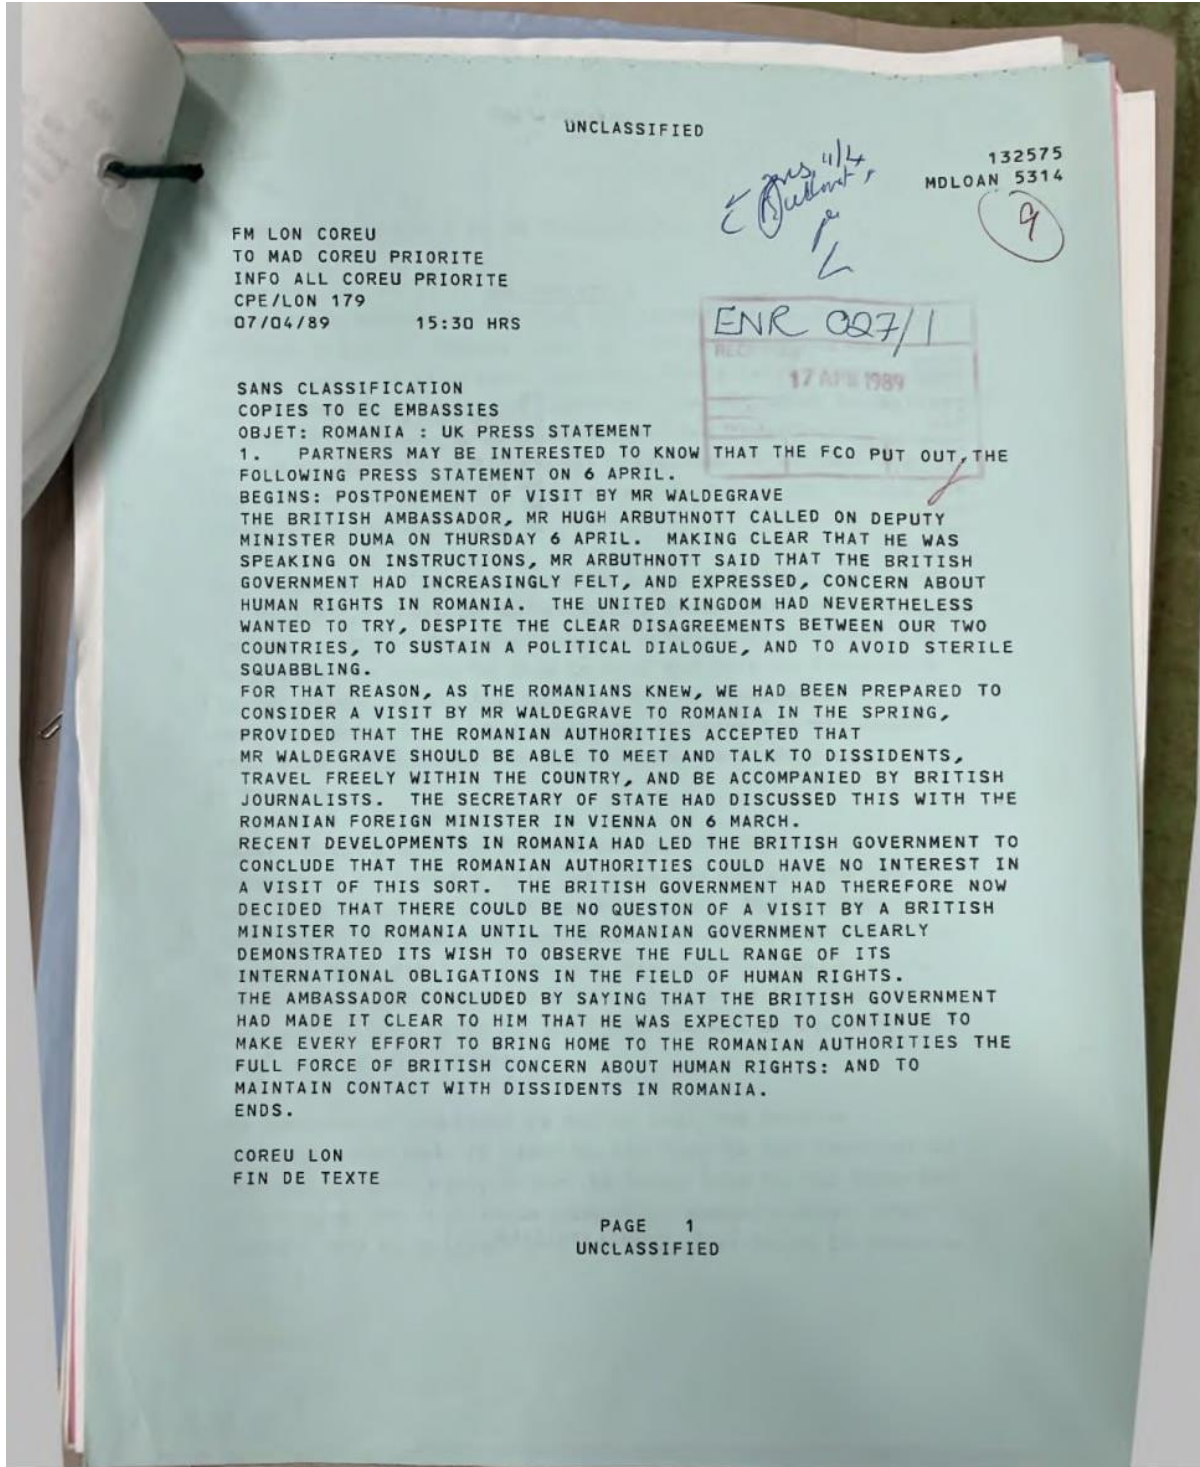 UNCLASSIFIED
132575
MDLOAN 5314
9
FM LON COREU
TO MAD COREU PRIORITE
INFO ALL COREU PRIORITE
CPE/LON 179
07/04/89 15:30 HRS
ENR 027/1
17 APR 1989
SANS CLASSIFICATION
COPIES TO EC EMBASSIES
OBJET: ROMANIA : UK PRESS STATEMENT
1. PARTNERS MAY BE INTERESTED TO KNOW THAT THE FCO PUT OUT, THE
FOLLOWING PRESS STATEMENT ON 6 APRIL.
BEGINS: POSTPONEMENT OF VISIT BY MR WALDEGRAVE
THE BRITISH AMBASSADOR, MR HUGH ARBUTHNOTT CALLED ON DEPUTY
MINISTER DUMA ON THURSDAY 6 APRIL. MAKING CLEAR THAT HE WAS
SPEAKING ON INSTRUCTIONS, MR ARBUTHNOTT SAID THAT THE BRITISH
GOVERNMENT HAD INCREASINGLY FELT, AND EXPRESSED, CONCERN ABOUT
HUMAN RIGHTS IN ROMANIA. THE UNITED KINGDOM HAD NEVERTHELESS
WANTED TO TRY, DESPITE THE CLEAR DISAGREEMENTS BETWEEN OUR TWO
COUNTRIES, TO SUSTAIN A POLITICAL DIALOGUE, AND TO AVOID STERILE
SQUABBLING.
FOR THAT REASON, AS THE ROMANIANS KNEW, WE HAD BEEN PREPARED TO
CONSIDER A VISIT BY MR WALDEGRAVE TO ROMANIA IN THE SPRING,
PROVIDED THAT THE ROMANIAN AUTHORITIES ACCEPTED THAT
MR WALDEGRAVE SHOULD BE ABLE TO MEET AND TALK TO DISSIDENTS,
TRAVEL FREELY WITHIN THE COUNTRY, AND BE ACCOMPANIED BY BRITISH
JOURNALISTS. THE SECRETARY OF STATE HAD DISCUSSED THIS WITH THE
ROMANIAN FOREIGN MINISTER IN VIENNA ON 6 MARCH.
RECENT DEVELOPMENTS IN ROMANIA HAD LED THE BRITISH GOVERNMENT TO
CONCLUDE THAT THE ROMANIAN AUTHORITIES COULD HAVE NO INTEREST IN
A VISIT OF THIS SORT. THE BRITISH GOVERNMENT HAD THEREFORE NOW
DECIDED THAT THERE COULD BE NO QUESTON OF A VISIT BY A BRITISH
MINISTER TO ROMANIA UNTIL THE ROMANIAN GOVERNMENT CLEARLY
DEMONSTRATED ITS WISH TO OBSERVE THE FULL RANGE OF ITS
INTERNATIONAL OBLIGATIONS IN THE FIELD OF HUMAN RIGHTS.
THE AMBASSADOR CONCLUDED BY SAYING THAT THE BRITISH GOVERNMENT
HAD MADE IT CLEAR TO HIM THAT HE WAS EXPECTED TO CONTINUE TO
MAKE EVERY EFFORT TO BRING HOME TO THE ROMANIAN AUTHORITIES THE
FULL FORCE OF BRITISH CONCERN ABOUT HUMAN RIGHTS: AND TO
MAINTAIN CONTACT WITH DISSIDENTS IN ROMANIA.
ENDS.
COREU LON
FIN DE TEXTE
PAGE 1
UNCLASSIFIED